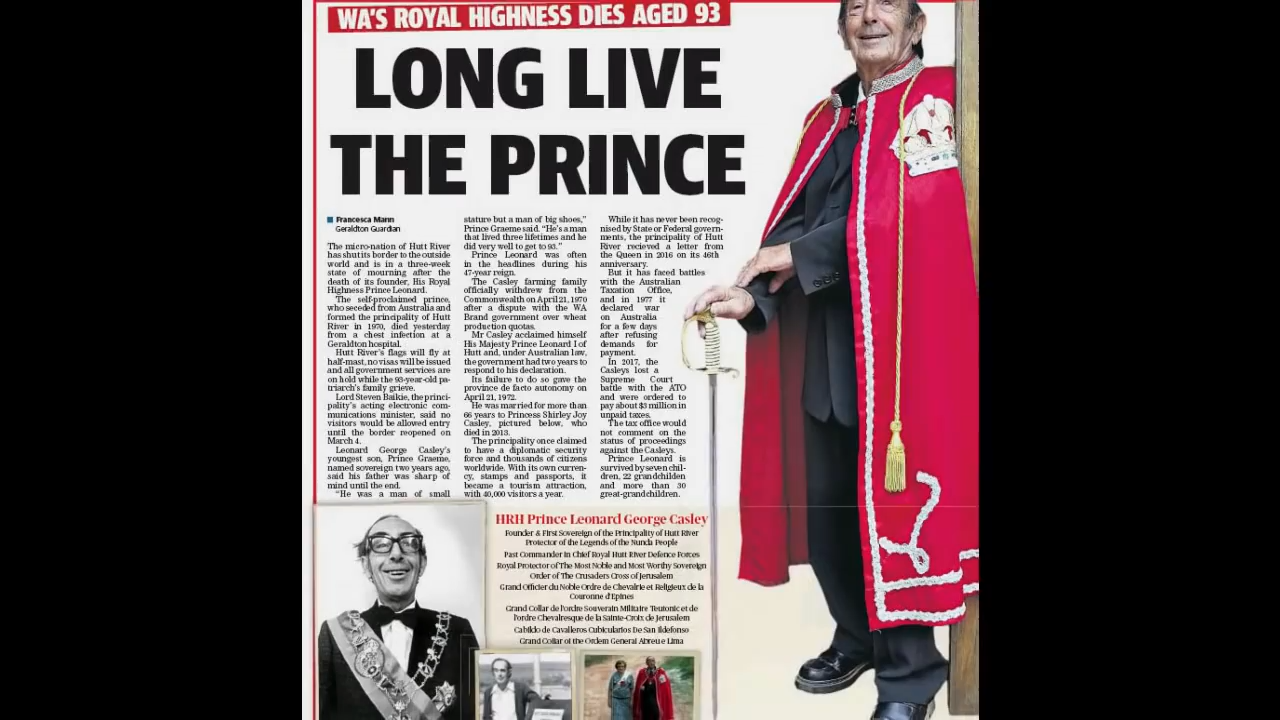 WA'S ROYAL HIGHNESS DIES AGED 93
LONG LIVE
THE PRINCE
Francesca Mann
Geraldton Guardian
The micro-nation of Hutt River
has shut its border to the outside
world and is in a three-week
state of mourning after the
death of its founder, His Royal
Highness Prince Leonard.
The self-proclaimed prince,
who seceded from Australia and
formed the principality of Hutt
River in 1970, died yesterday
from a chest infection at a
Geraldton hospital.
Hutt River's flags will fly at
half-mast, no visas will be issued
and all government services are
on hold while the 93-year-old pa-
triarch's family grieve.
Lord Steven Baikie, the princi-
pality's acting electronic com-
munications minister, said no
visitors would be allowed entry
until the border reopened on
March 4.
Leonard George Casley's
youngest son, Prince Graeme,
named sovereign two years ago,
said his father was sharp of
mind until the end.
"He was a man of small
stature but a man of big shoes,"
Prince Graeme said. "He's a man
that lived three lifetimes and he
did very well to get to 93."
Prince Leonard was often
in the headlines during his
47-year reign.
The Casley farming family
officially withdrew from the
Commonwealth on April 21, 1970
after a dispute with the WA
Brand government over wheat
production quotas.
Mr Casley acclaimed himself
His Majesty Prince Leonard I of
Hutt and, under Australian law,
the government had two years to
respond to his declaration.
Its failure to do so gave the
province de facto autonomy on
April 21, 1972.
He was married for more than
66 years to Princess Shirley Joy
Casley, pictured below, who
died in 2013.
The principality once claimed
to have a diplomatic security
force and thousands of citizens
worldwide. With its own curren-
cy, stamps and passports, it
became a tourism attraction,
with 40,000 visitors a year.
While it has never been recog-
nised by State or Federal govern-
ments, the principality of Hutt
River recieved a letter from
the Queen in 2016 on its 46th
anniversary.
But it has faced battles
with the Australian
Taxation Office,
and in 1977 it
declared war
on Australia
for a few days
after refusing
demands for
payment.
In 2017, the
Casleys lost a
Supreme Court
battle with the ATO
and were ordered to
pay about $3 million in
unpaid taxes.
The tax office would
not comment on the
status of proceedings
against the Casleys.
Prince Leonard is
survived by seven chil-
dren, 22 grandchildren
and more than 30
great-grandchildren.
HRH Prince Leonard George Casley
Founder & First Sovereign of the Principality of Hutt River
Protector of the Legends of the Nunda People
Past Commander in Chief Royal Hutt River Defence Forces
Royal Protector of The Most Noble and Most Worthy Sovereign
Order of The Crusaders Cross of Jerusalem
Grand Officier du Noble Ordre de Chevalrie et Religieux de la
Couronne d'Epines
Grand Collar de l'ordre Souverain Militaire Teutonic et de
l'ordre Chevalresque de la Sainte-Croix de Jerusalem
Cabildo de Cavalleros Cubicularios De San Ildefonso
Grand Collar of the Ordem General Abreu e Lima